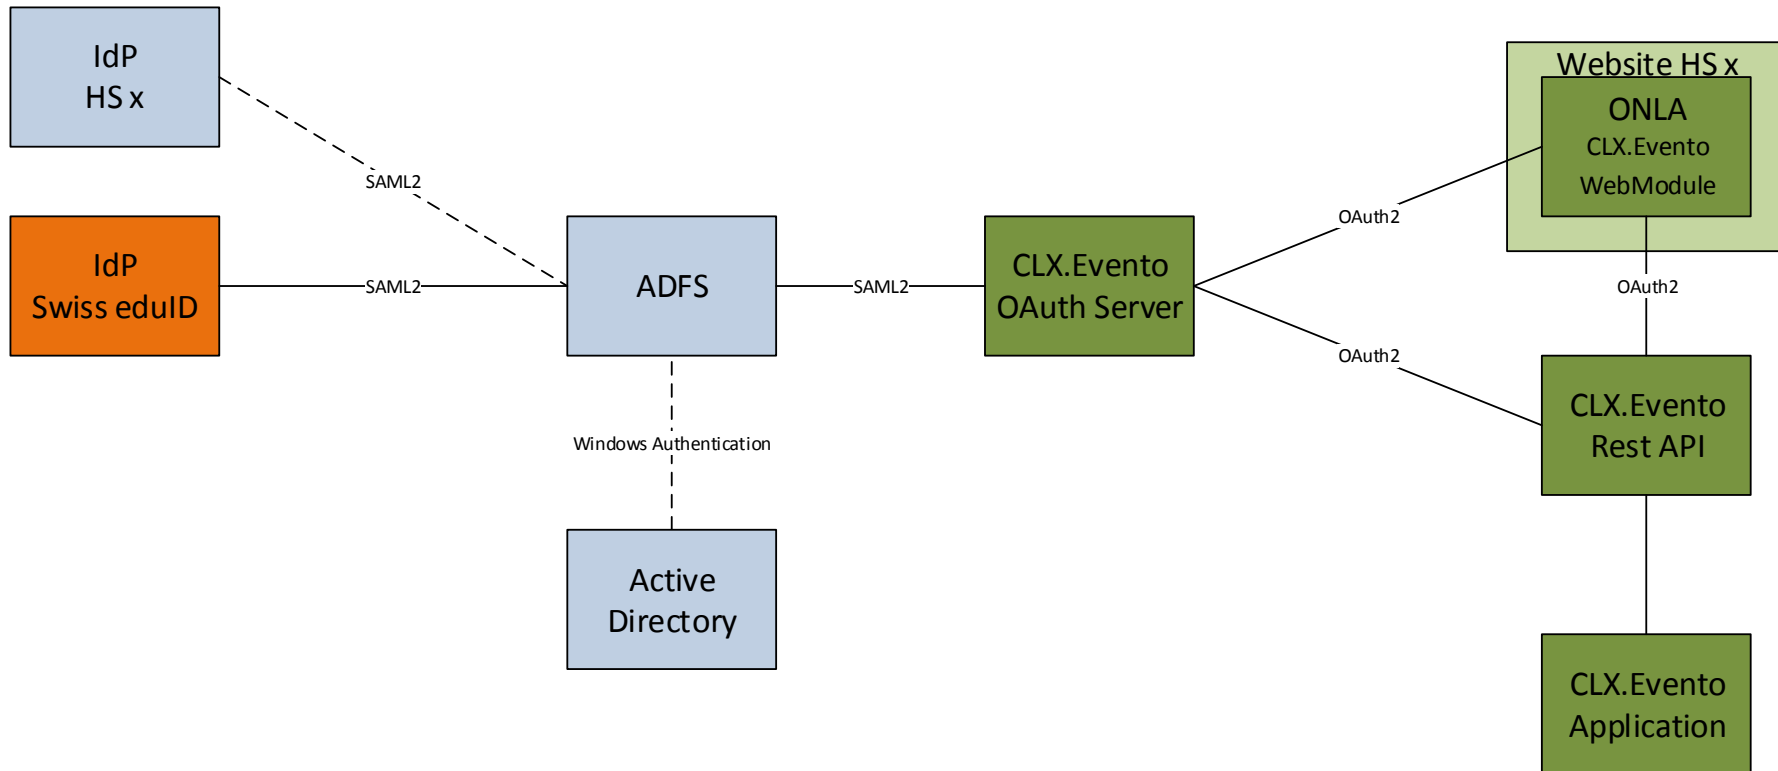 IdP
HS x
Website HS x
ONLA
CLX.Evento
WebModule
SAML2
OAuth2
IdP
Swiss eduID
SAML2
ADFS
SAML2
CLX.Evento
OAuth Server
OAuth2
OAuth2
Windows Authentication
CLX.Evento
Rest API
Active
Directory
CLX.Evento
Application